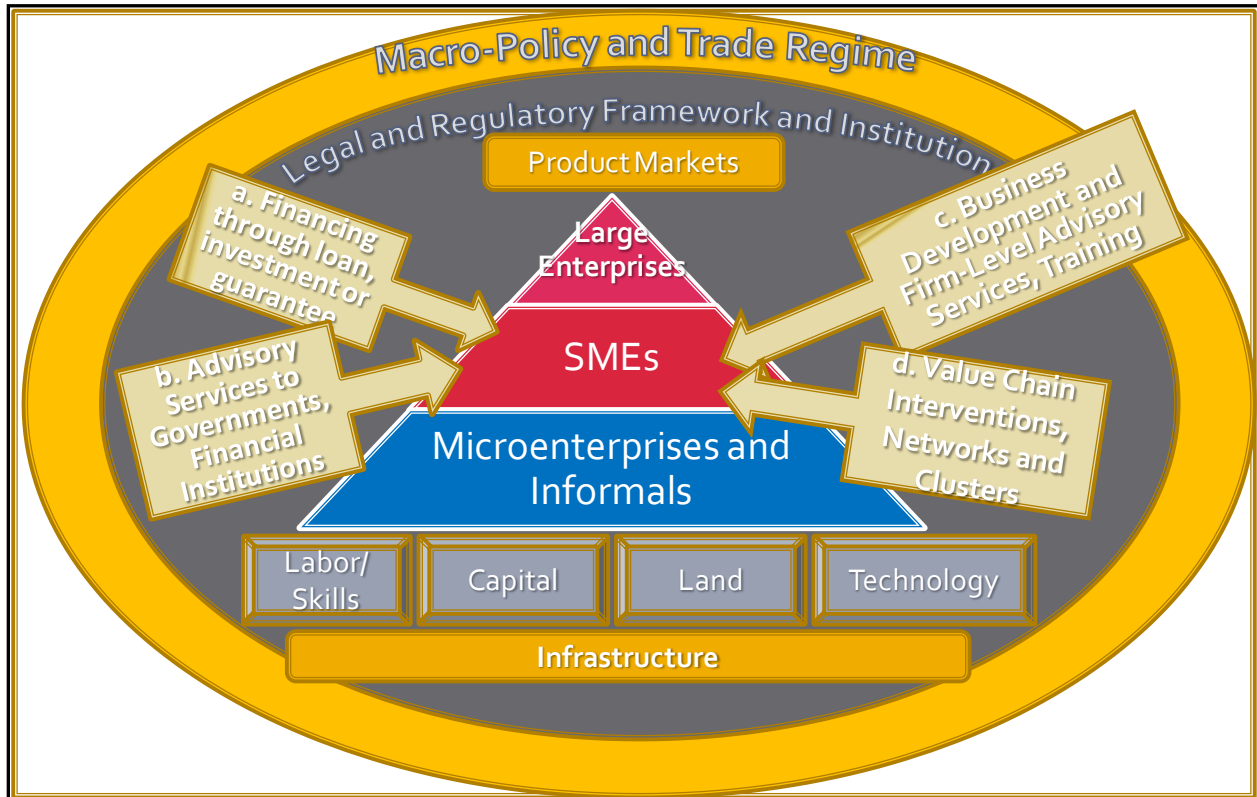 Macro-Policy and Trade Regime
Legal and Regulatory Framework and Institution
Product Markets
a. Financing
through loan,
investment or
guarantee
b. Advisory
Services to
Governments,
Financial
Institutions
c. Business
Development and
Firm-Level Advisory
Services, Training
d. Value Chain
Interventions,
Networks and
Clusters
Large
Enterprises
SMEs
Microenterprises and
Informals
Labor/
Skills
Capital
Land
Technology
Infrastructure